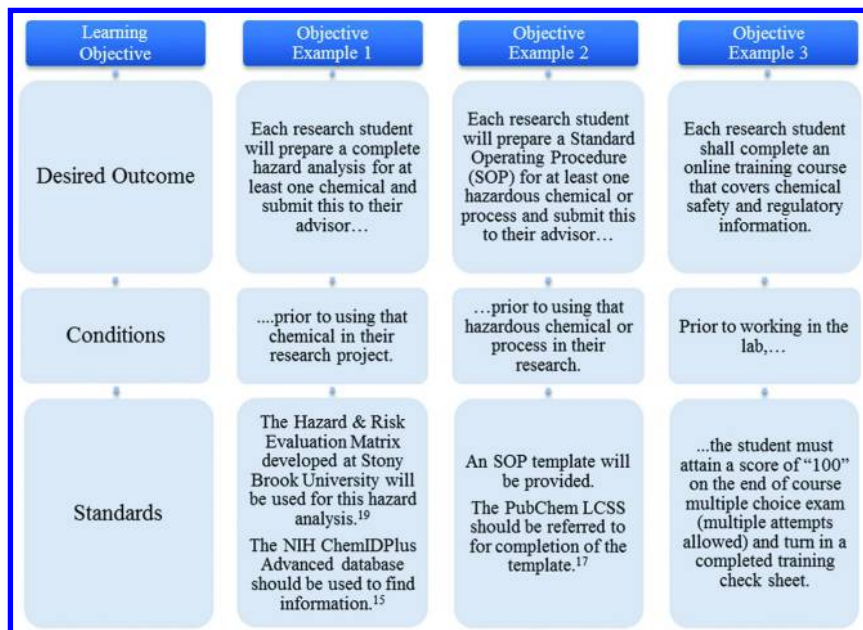 Learning
Objective
Objective
Example 1
Objective
Example 2
Objective
Example 3
Desired Outcome
Each research student
will prepare a complete
hazard analysis for at
least one chemical and
submit this to their
advisor…
Each research student
will prepare a Standard
Operating Procedure
(SOP) for at least one
hazardous chemical or
process and submit this
to their advisor…
Each research student
shall complete an
online training course
that covers chemical
safety and regulatory
information.
Conditions
....prior to using that
chemical in their
research project.
…prior to using that
hazardous chemical or
process in their
research.
Prior to working in the
lab,…
Standards
The Hazard & Risk
Evaluation Matrix
developed at Stony
Brook University will
be used for this hazard
analysis.19
The NIH ChemIDPlus
Advanced database
should be used to find
information.15
An SOP template will
be provided.
The PubChem LCSS
should be referred to
for completion of the
template.17
...the student must
attain a score of “100”
on the end of course
multiple choice exam
(multiple attempts
allowed) and turn in a
completed training
check sheet.